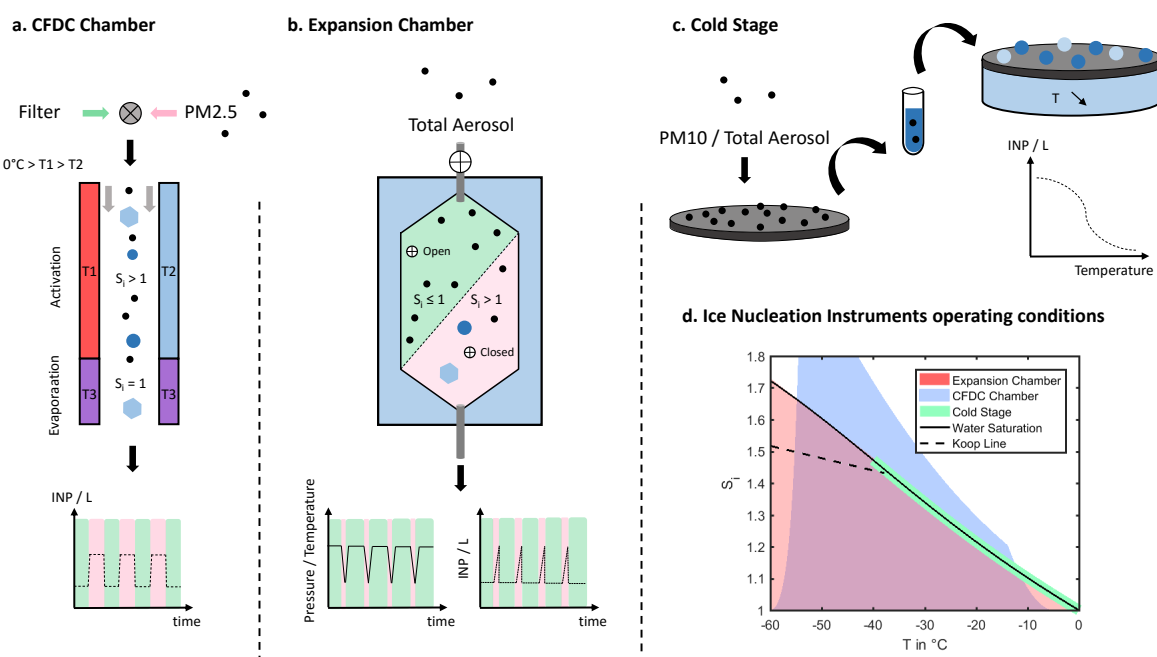 a. CFDC Chamber
Filter
PM2.5
0°C > T1 > T2
Activation
T1
T2
Sᵢ > 1
Evaporation
T3
T3
Sᵢ = 1
INP / L
time
b. Expansion Chamber
Total Aerosol
Open
Sᵢ ≤ 1
Sᵢ > 1
Closed
Pressure / Temperature
time
INP / L
time
c. Cold Stage
PM10 / Total Aerosol
T
INP / L
Temperature
d. Ice Nucleation Instruments operating conditions
Expansion Chamber
CFDC Chamber
Cold Stage
Water Saturation
Koop Line
Sᵢ
1.8
1.7
1.6
1.5
1.4
1.3
1.2
1.1
1
-60
-50
-40
-30
-20
-10
0
T in °C